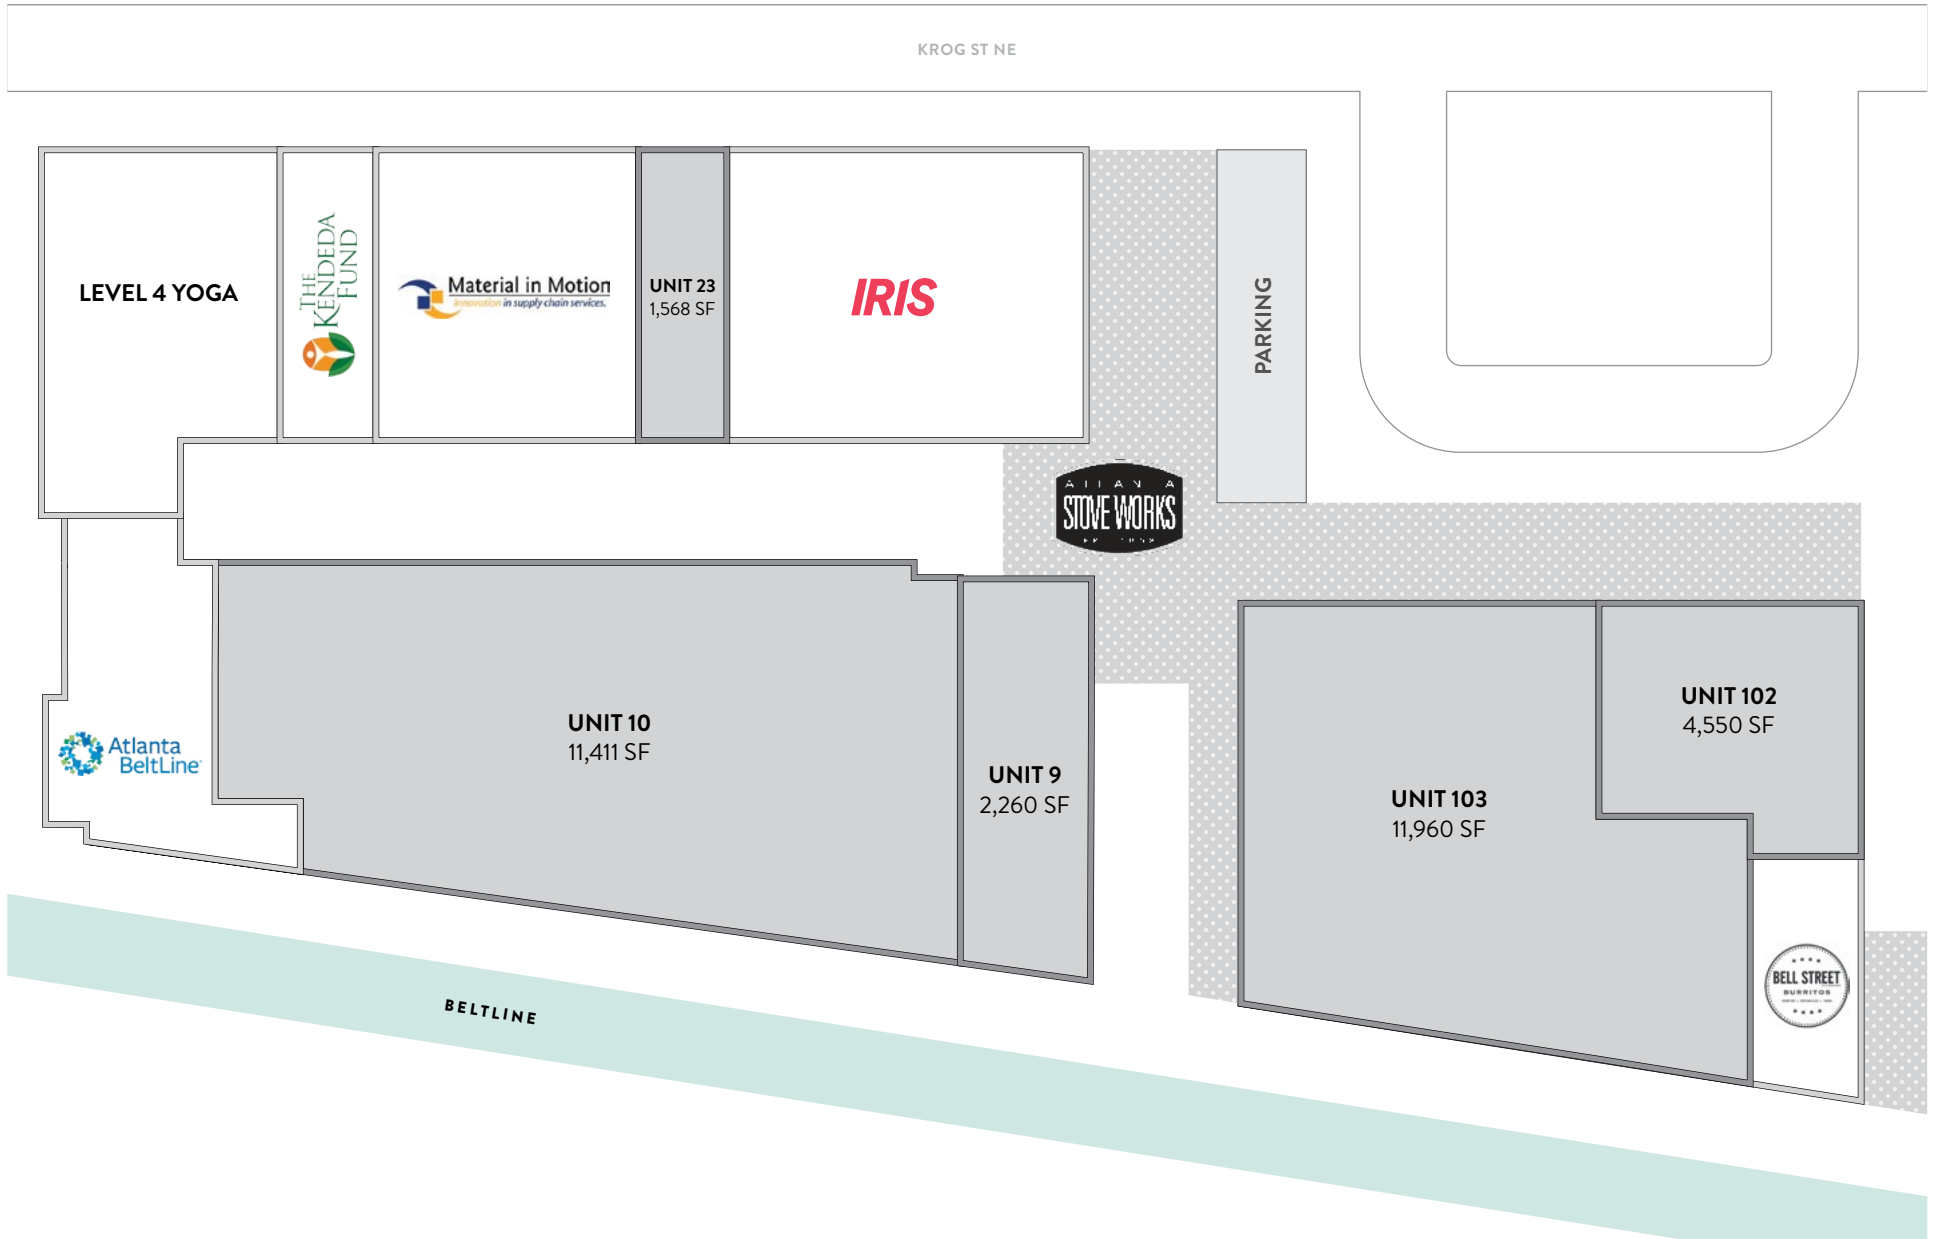 KROG ST NE
LEVEL 4 YOGA
THE
KENDEDA
FUND
Material in Motion
Innovation in supply chain services.
UNIT 23
1,568 SF
IRIS
PARKING
ATLANTA
STOVE WORKS
UNIT 10
11,411 SF
Atlanta
BeltLine
UNIT 9
2,260 SF
UNIT 103
11,960 SF
UNIT 102
4,550 SF
BELL STREET
BURRITOS
BELTLINE